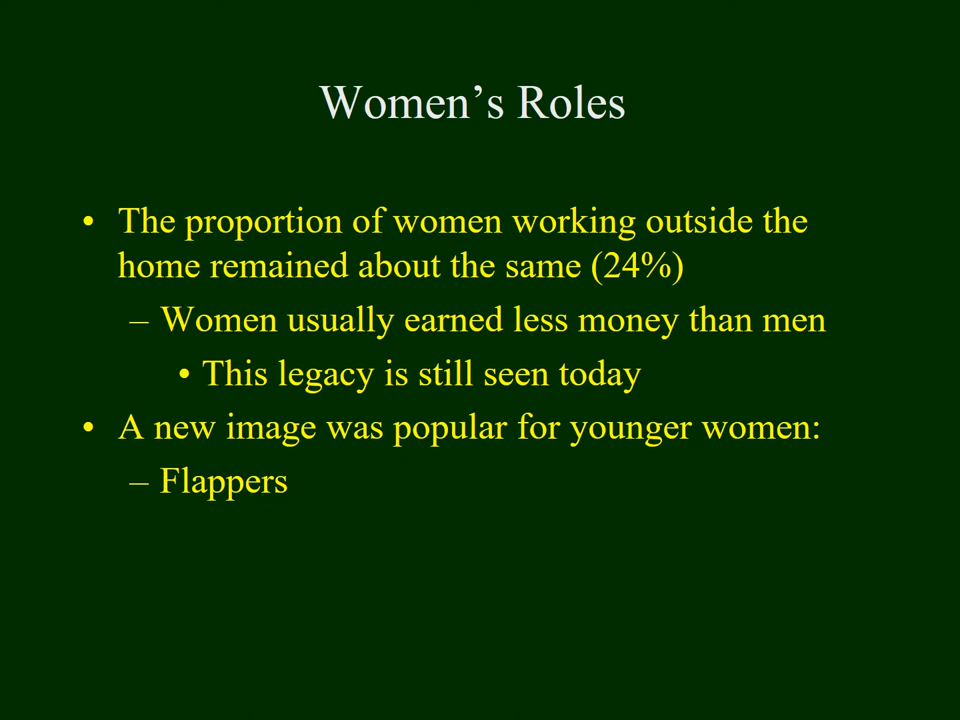 Women’s Roles
• The proportion of women working outside the
home remained about the same (24%)
– Women usually earned less money than men
• This legacy is still seen today
• A new image was popular for younger women:
– Flappers